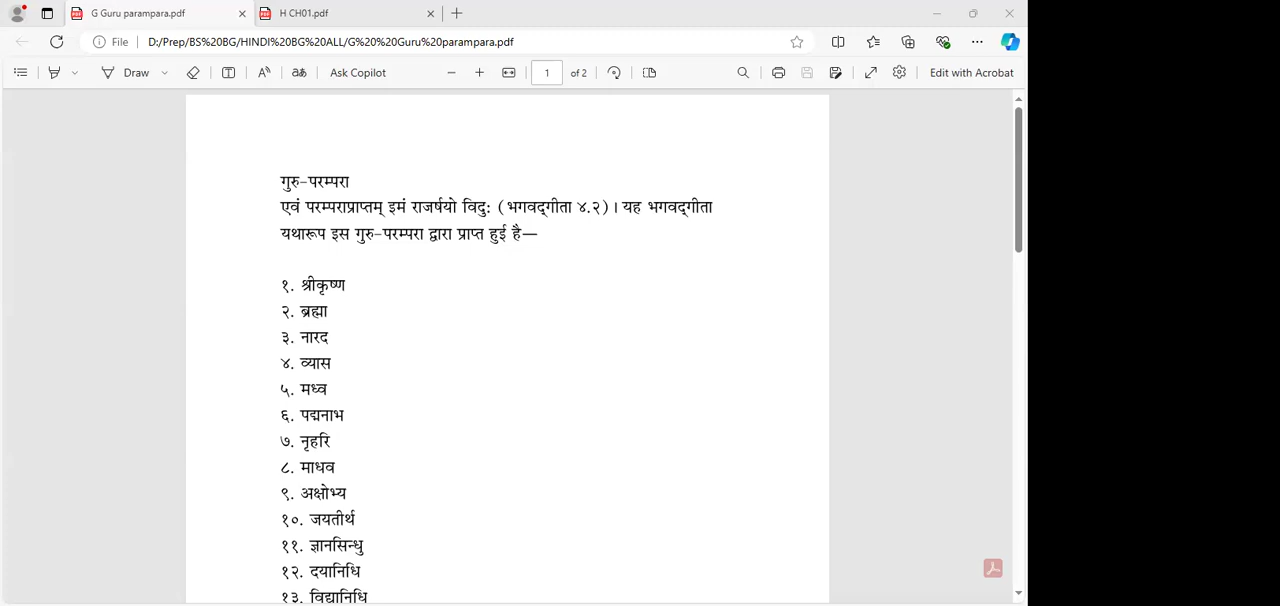 G Guru parampara.pdf
H CH01.pdf
File
D:/Prep/BS%20BG/HINDI%20BG%20ALL/G%20%20Guru%20parampara.pdf
Draw
aあ
Ask Copilot
1 of 2
Edit with Acrobat
गुरु-परम्परा
एवं परम्पराप्राप्तम् इमं राजर्षयो विदुः (भगवद्गीता ४.२)। यह भगवद्गीता
यथारूप इस गुरु-परम्परा द्वारा प्राप्त हुई है—
१. श्रीकृष्ण
२. ब्रह्मा
३. नारद
४. व्यास
५. मध्व
६. पद्मनाभ
७. नृहरि
८. माधव
९. अक्षोभ्य
१०. जयतीर्थ
११. ज्ञानसिन्धु
१२. दयानिधि
१३. विद्यानिधि